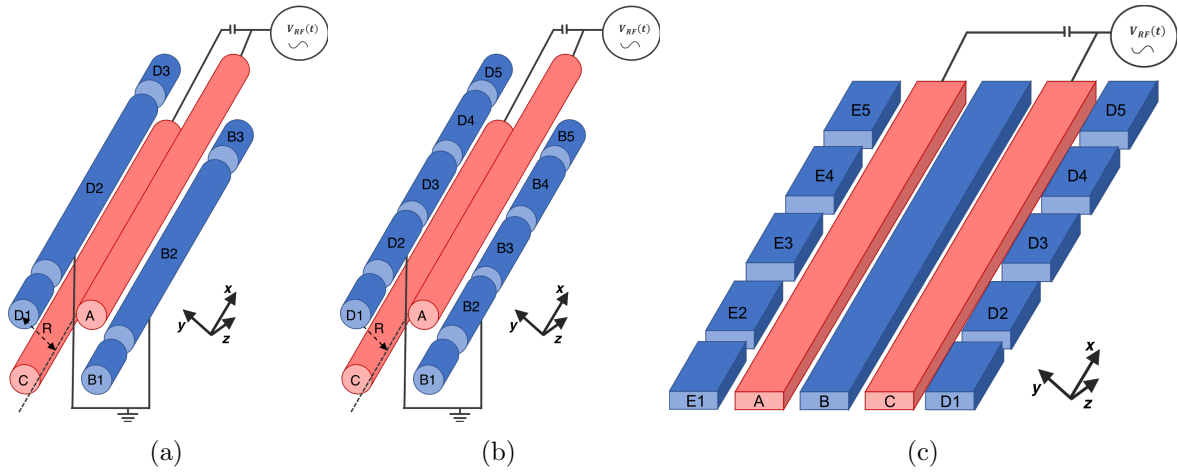 V_RF(t)
D3
B3
D2
B2
D1
R
A
C
B1
x
y
z
(a)
V_RF(t)
D5
D4
B5
D3
B4
D2
B3
B2
D1
R
A
C
B1
x
y
z
(b)
V_RF(t)
E5
D5
E4
D4
E3
D3
E2
D2
E1
A
B
C
D1
x
y
z
(c)